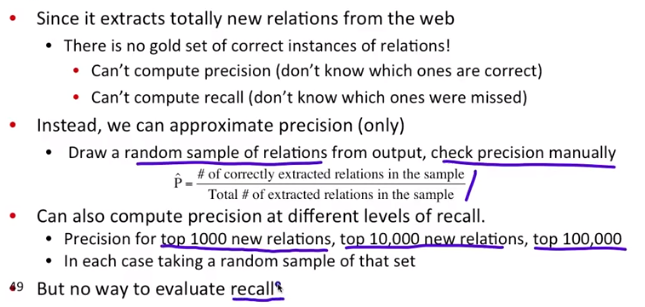 • Since it extracts totally new relations from the web
• There is no gold set of correct instances of relations!
• Can't compute precision (don't know which ones are correct)
• Can't compute recall (don't know which ones were missed)
• Instead, we can approximate precision (only)
• Draw a random sample of relations from output, check precision manually
P̂ = # of correctly extracted relations in the sample
Total # of extracted relations in the sample
• Can also compute precision at different levels of recall.
• Precision for top 1000 new relations, top 10,000 new relations, top 100,000
• In each case taking a random sample of that set
• But no way to evaluate recall